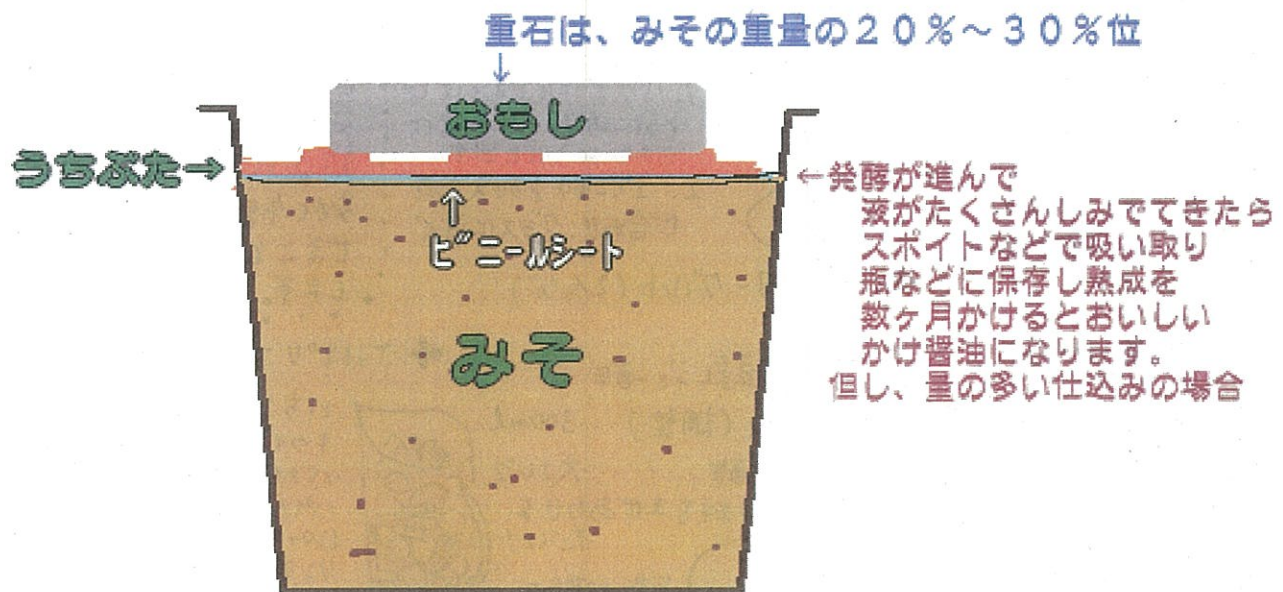 重石は、みその重量の２０％～３０％位
↓
おもし
うちぶた→
↑
ビニールシート
みそ
←発酵が進んで
液がたくさんしみでてきたら
スポイトなどで吸い取り
瓶などに保存し熟成を
数ヶ月かけるとおいしい
かけ醤油になります。
但し、量の多い仕込みの場合